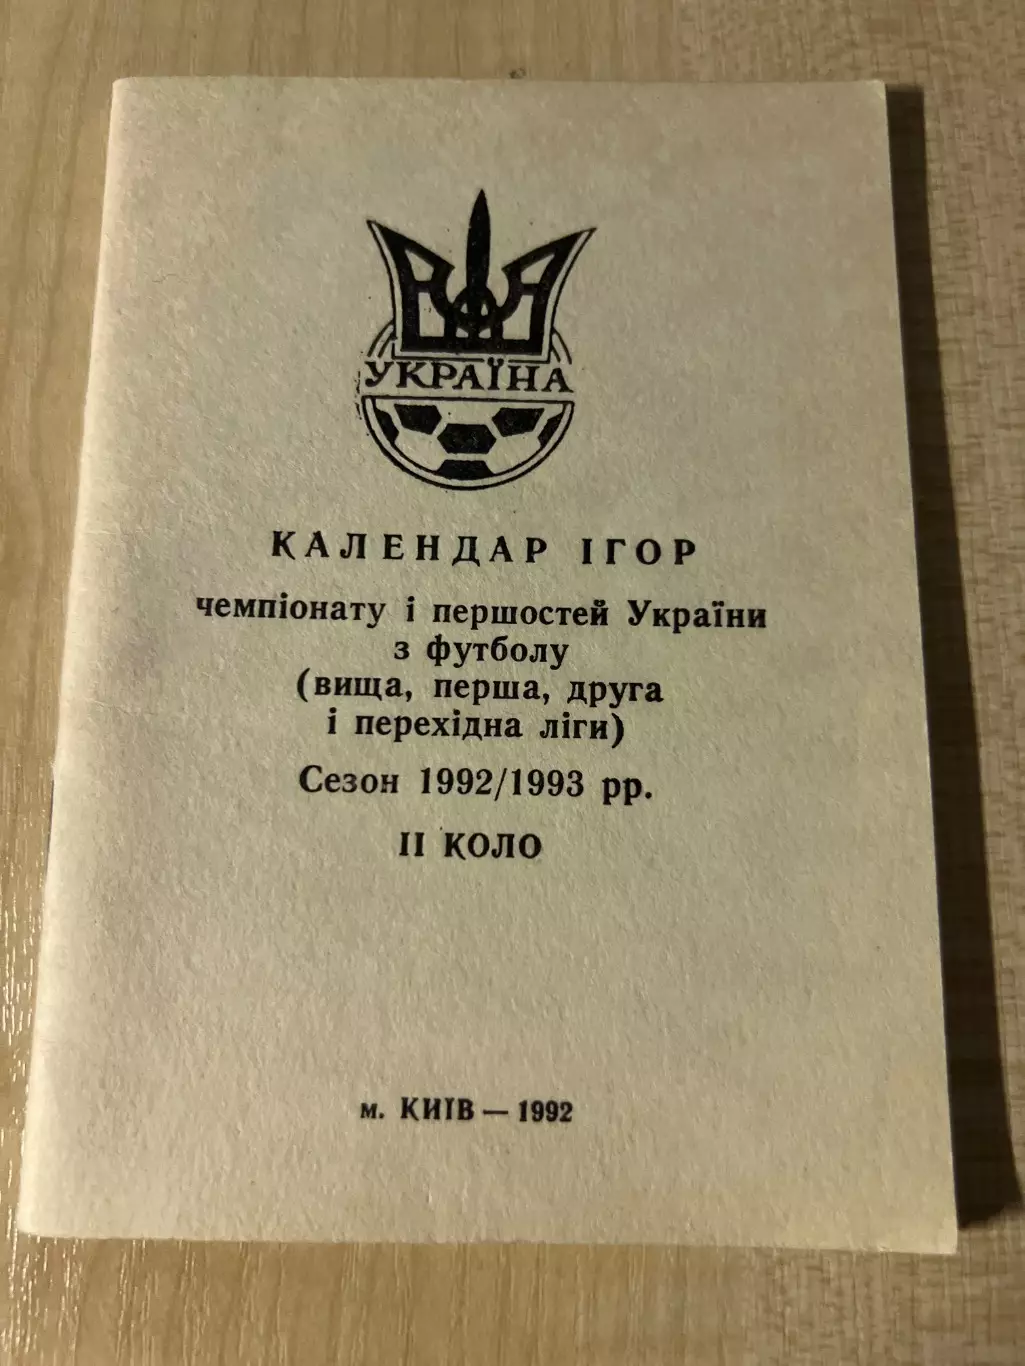 УКРАЇНА
КАЛЕНДАР ІГОР
чемпіонату і першостей України
з футболу
(вища, перша, друга
і перехідна ліги)
Сезон 1992/1993 рр.
II КОЛО
м. КИЇВ — 1992